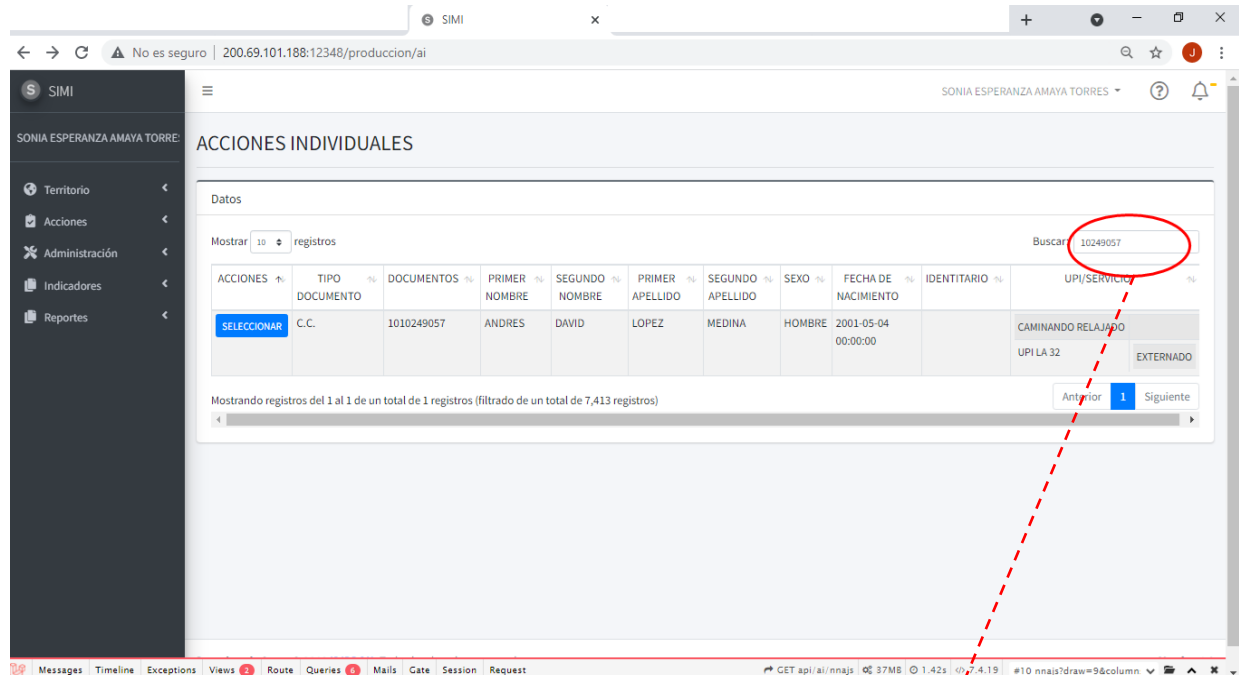 SIMI
No es seguro | 200.69.101.188:12348/produccion/ai
J
S SIMI
SONIA ESPERANZA AMAYA TORRES
SONIA ESPERANZA AMAYA TORRE
ACCIONES INDIVIDUALES
Territorio
Acciones
Administración
Indicadores
Reportes
Datos
Mostrar 10 registros
Buscar: 10249057
ACCIONES TIPO DOCUMENTO DOCUMENTOS PRIMER NOMBRE SEGUNDO NOMBRE PRIMER APELLIDO SEGUNDO APELLIDO SEXO FECHA DE NACIMIENTO IDENTITARIO UPI/SERVICIO
SELECCIONAR C.C. 1010249057 ANDRES DAVID LOPEZ MEDINA HOMBRE 2001-05-04 00:00:00 CAMINANDO RELAJADO
UPI LA 32 EXTERNADO
Mostrando registros del 1 al 1 de un total de 1 registros (filtrado de un total de 7,413 registros)
Anterior 1 Siguiente
Messages Timeline Exceptions Views 2 Route Queries 6 Mails Gate Session Request
GET api/ai/nnajs 37MB 1.42s 7.4.19 #10 nnajs?draw=9&column